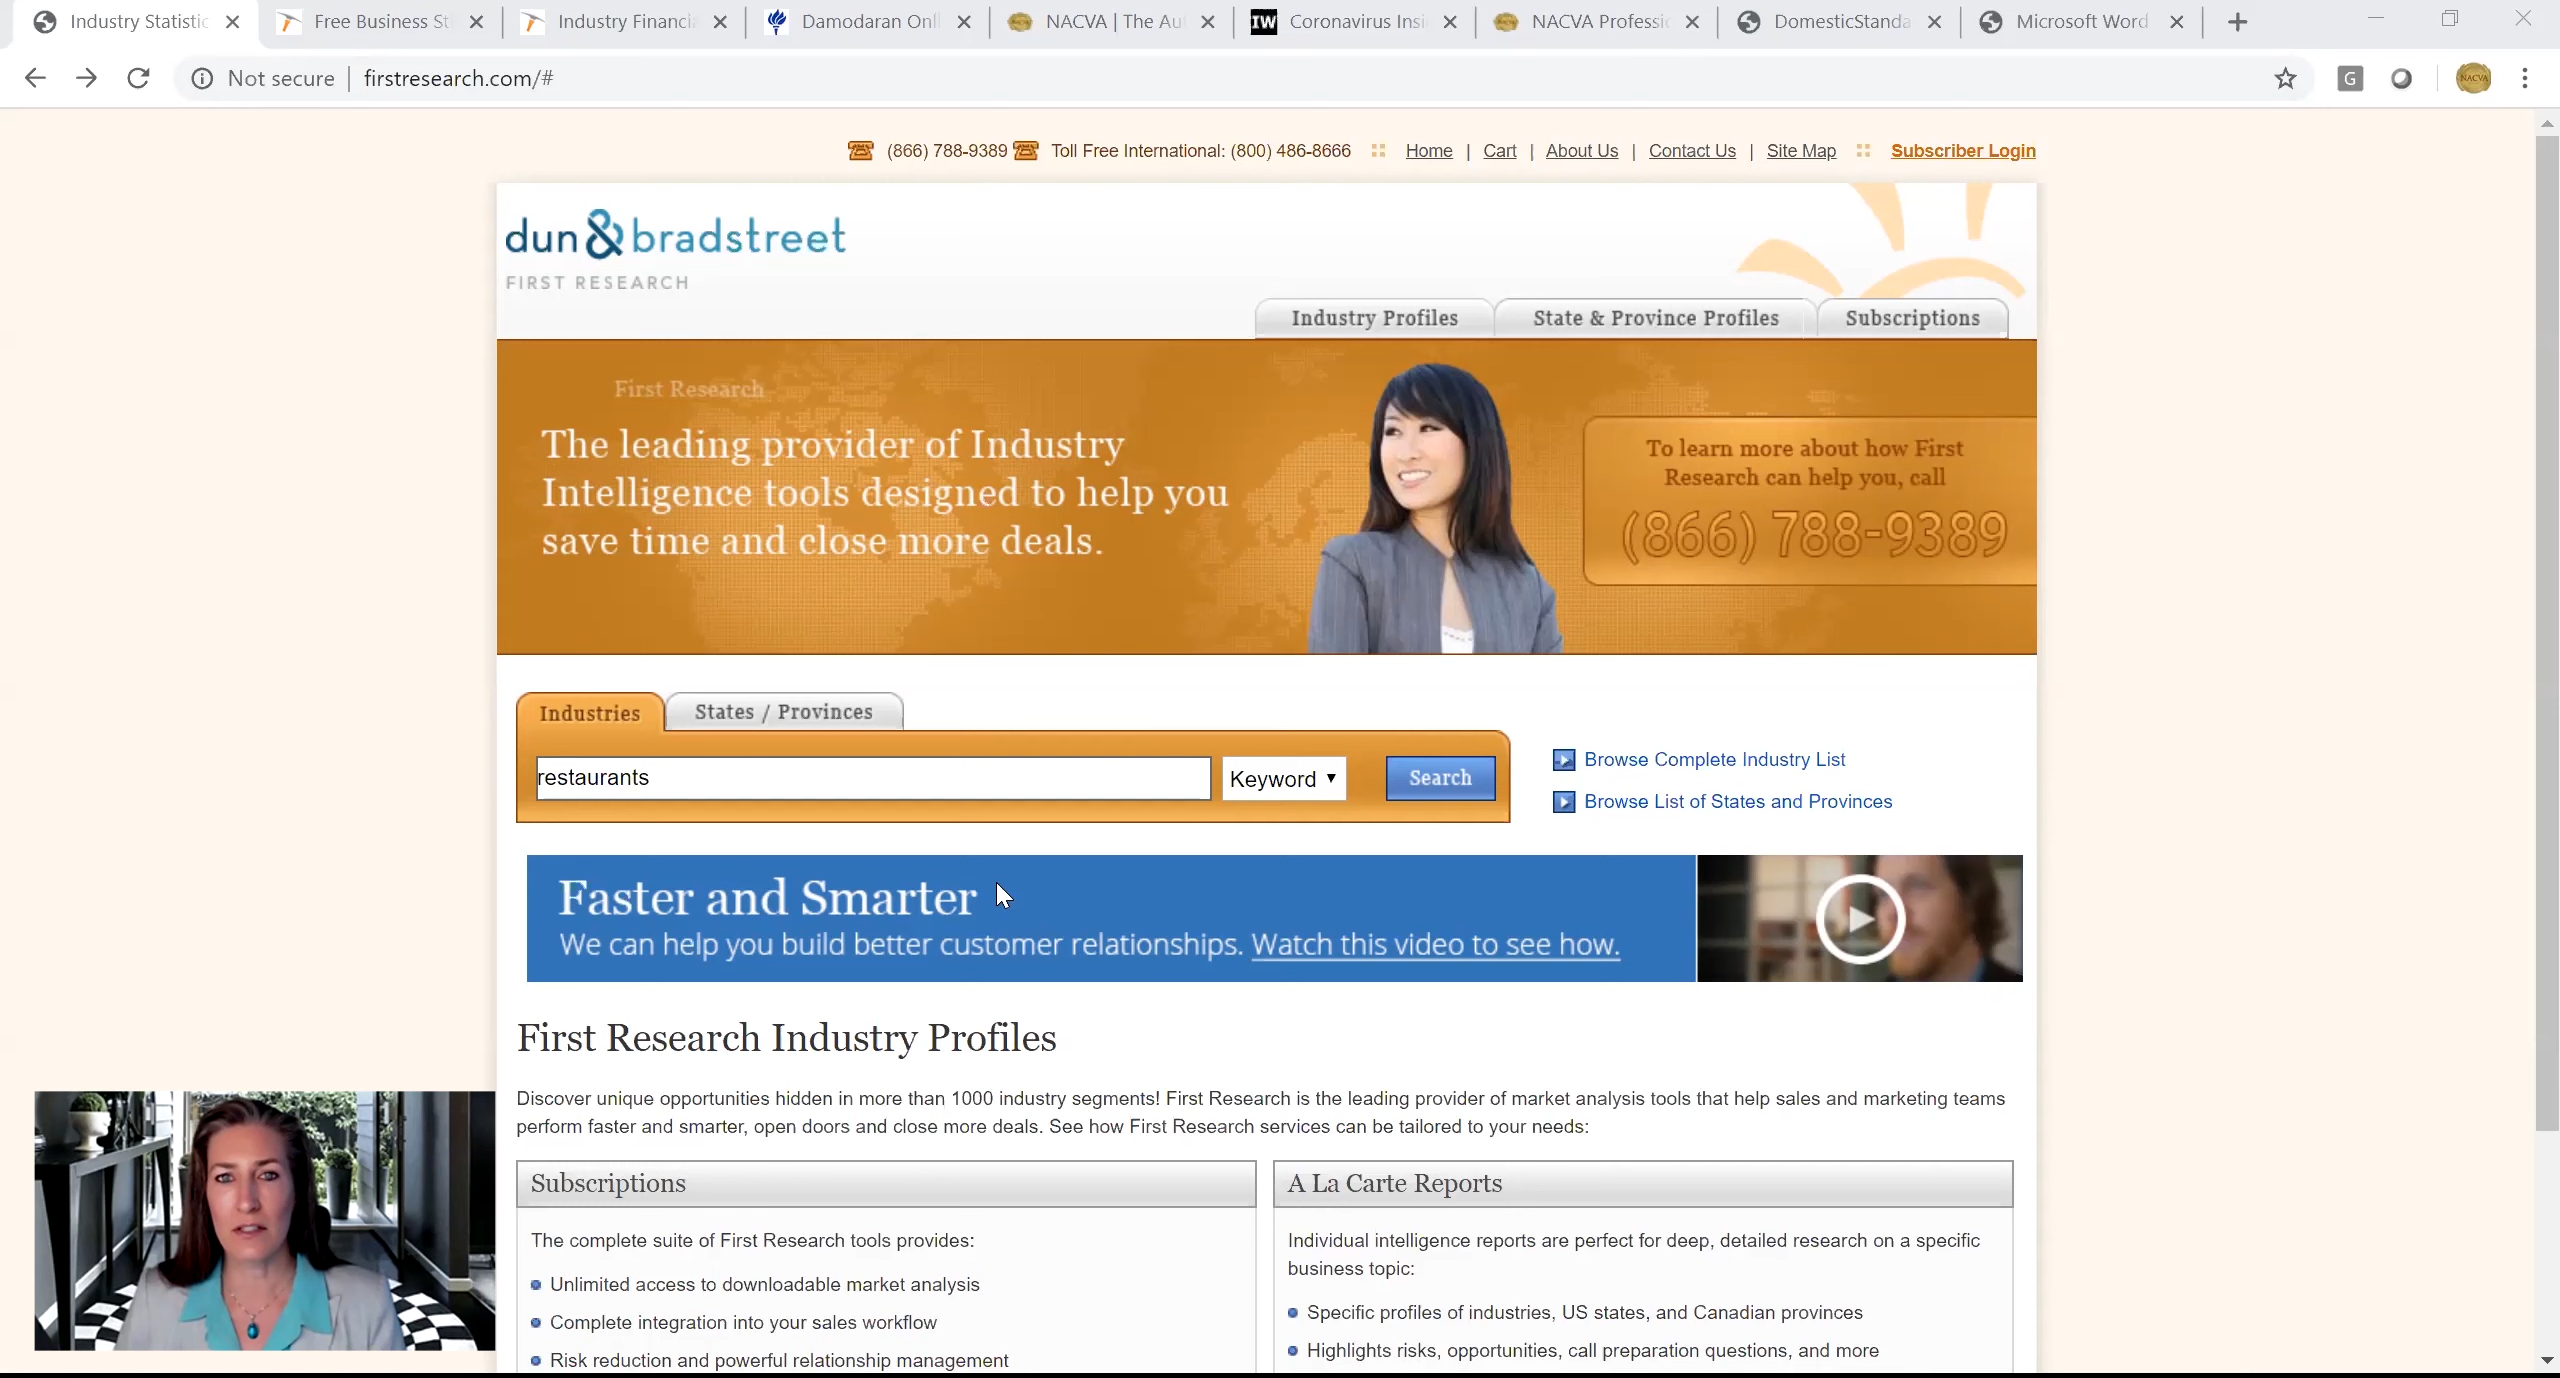 Industry Statistic
Free Business St
Industry Financi
Damodaran Onli
NACVA | The Au
IW
Coronavirus Insi
NACVA Professi
DomesticStanda
Microsoft Word
Not secure | firstresearch.com/#
G
NACVA
(866) 788-9389 Toll Free International: (800) 486-8666 Home | Cart | About Us | Contact Us | Site Map Subscriber Login
dun & bradstreet
FIRST RESEARCH
Industry Profiles
State & Province Profiles
Subscriptions
First Research
The leading provider of Industry
Intelligence tools designed to help you
save time and close more deals.
To learn more about how First
Research can help you, call
(866) 788-9389
Industries
States / Provinces
restaurants
Keyword
Search
Browse Complete Industry List
Browse List of States and Provinces
Faster and Smarter
We can help you build better customer relationships. Watch this video to see how.
First Research Industry Profiles
Discover unique opportunities hidden in more than 1000 industry segments! First Research is the leading provider of market analysis tools that help sales and marketing teams
perform faster and smarter, open doors and close more deals. See how First Research services can be tailored to your needs:
Subscriptions
The complete suite of First Research tools provides:
Unlimited access to downloadable market analysis
Complete integration into your sales workflow
Risk reduction and powerful relationship management
A La Carte Reports
Individual intelligence reports are perfect for deep, detailed research on a specific
business topic:
Specific profiles of industries, US states, and Canadian provinces
Highlights risks, opportunities, call preparation questions, and more